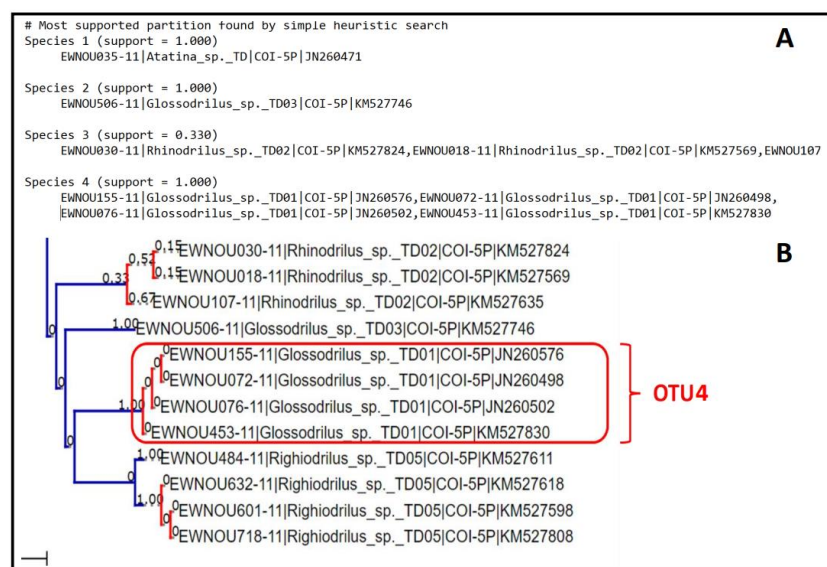 # Most supported partition found by simple heuristic search
A
Species 1 (support = 1.000)
EWNOU035-11|Atatina_sp._TD|COI-5P|JN260471
Species 2 (support = 1.000)
EWNOU506-11|Glossodrilus_sp._TD03|COI-5P|KM527746
Species 3 (support = 0.330)
EWNOU030-11|Rhinodrilus_sp._TD02|COI-5P|KM527824,EWNOU018-11|Rhinodrilus_sp._TD02|COI-5P|KM527569,EWNOU107
Species 4 (support = 1.000)
EWNOU155-11|Glossodrilus_sp._TD01|COI-5P|JN260576,EWNOU072-11|Glossodrilus_sp._TD01|COI-5P|JN260498,
EWNOU076-11|Glossodrilus_sp._TD01|COI-5P|JN260502,EWNOU453-11|Glossodrilus_sp._TD01|COI-5P|KM527830
B
0,15 EWNOU030-11|Rhinodrilus_sp._TD02|COI-5P|KM527824
0,52
0,15 EWNOU018-11|Rhinodrilus_sp._TD02|COI-5P|KM527569
0,33
0,67 EWNOU107-11|Rhinodrilus_sp._TD02|COI-5P|KM527635
0
1,00 EWNOU506-11|Glossodrilus_sp._TD03|COI-5P|KM527746
0 EWNOU155-11|Glossodrilus_sp._TD01|COI-5P|JN260576
0
0 0 EWNOU072-11|Glossodrilus_sp._TD01|COI-5P|JN260498
1,00 0 EWNOU076-11|Glossodrilus_sp._TD01|COI-5P|JN260502
OTU4
0 EWNOU453-11|Glossodrilus_sp._TD01|COI-5P|KM527830
0
1,00 EWNOU484-11|Righiodrilus_sp._TD05|COI-5P|KM527611
0
0 EWNOU632-11|Righiodrilus_sp._TD05|COI-5P|KM527618
1,00
0 EWNOU601-11|Righiodrilus_sp._TD05|COI-5P|KM527598
0
0 EWNOU718-11|Righiodrilus_sp._TD05|COI-5P|KM527808